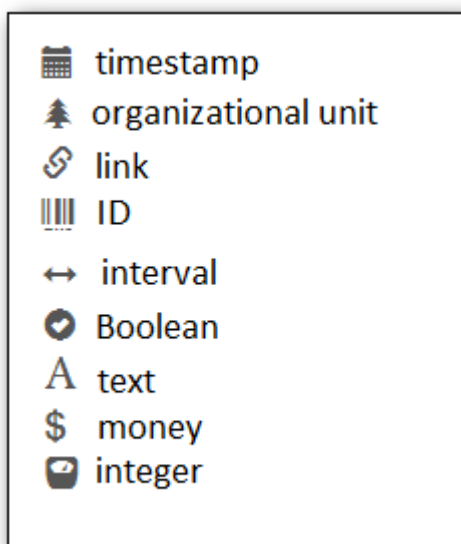 timestamp
organizational unit
link
ID
interval
Boolean
A text
$ money
integer